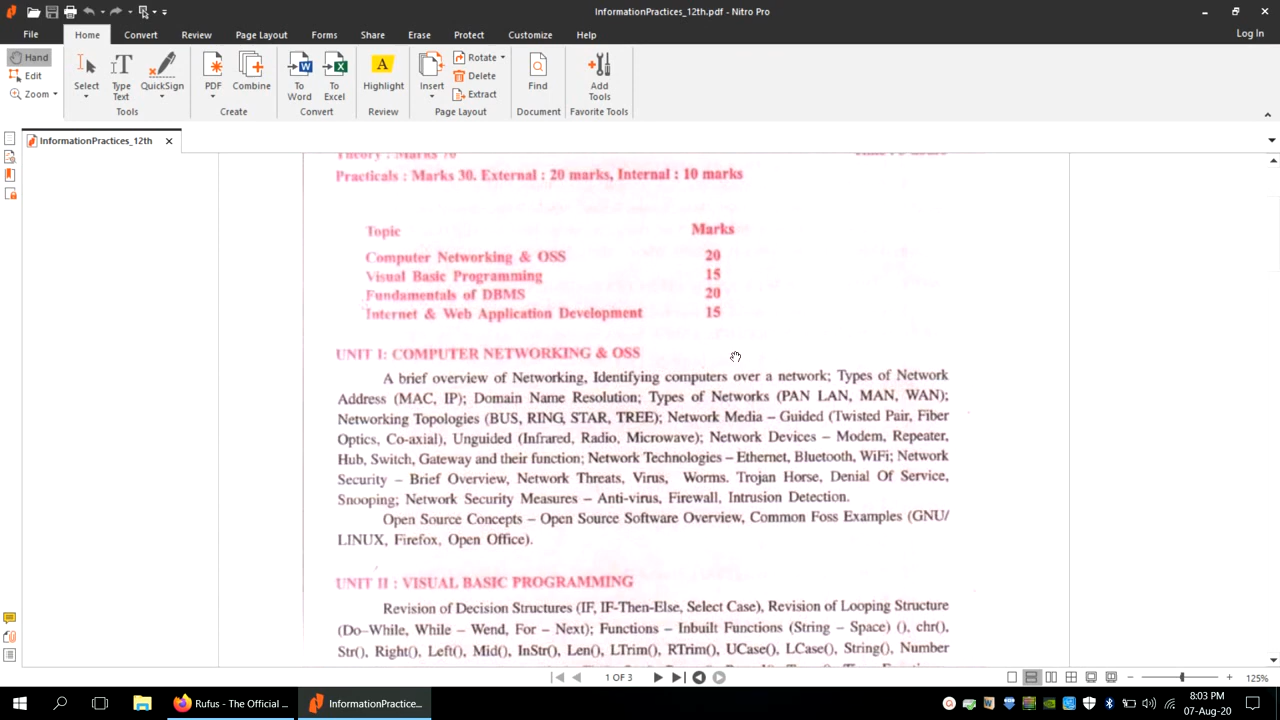 InformationPractices_12th.pdf - Nitro Pro
File Home Convert Review Page Layout Forms Share Erase Protect Customize Help Log In
Hand
Edit
Zoom
Select
Type Text
QuickSign
Tools
PDF
Combine
Create
To Word
To Excel
Convert
Highlight
Review
Insert
Rotate
Delete
Extract
Page Layout
Find
Document
Add Tools
Favorite Tools
InformationPractices_12th
Theory : Marks 70
Practicals : Marks 30. External : 20 marks, Internal : 10 marks
Topic Marks
Computer Networking & OSS 20
Visual Basic Programming 15
Fundamentals of DBMS 20
Internet & Web Application Development 15
UNIT I: COMPUTER NETWORKING & OSS
A brief overview of Networking, Identifying computers over a network; Types of Network
Address (MAC, IP); Domain Name Resolution; Types of Networks (PAN LAN, MAN, WAN);
Networking Topologies (BUS, RING, STAR, TREE); Network Media – Guided (Twisted Pair, Fiber
Optics, Co-axial), Unguided (Infrared, Radio, Microwave); Network Devices – Modem, Repeater,
Hub, Switch, Gateway and their function; Network Technologies – Ethernet, Bluetooth, WiFi; Network
Security – Brief Overview, Network Threats, Virus, Worms. Trojan Horse, Denial Of Service,
Snooping; Network Security Measures – Anti-virus, Firewall, Intrusion Detection.
Open Source Concepts – Open Source Software Overview, Common Foss Examples (GNU/
LINUX, Firefox, Open Office).
UNIT II : VISUAL BASIC PROGRAMMING
Revision of Decision Structures (IF, IF-Then-Else, Select Case), Revision of Looping Structure
(Do–While, While – Wend, For – Next); Functions – Inbuilt Functions (String – Space) (), chr(),
Str(), Right(), Left(), Mid(), InStr(), Len(), LTrim(), RTrim(), UCase(), LCase(), String(), Number
1 OF 3
125%
Rufus - The Official ...
InformationPractice...
8:03 PM
07-Aug-20